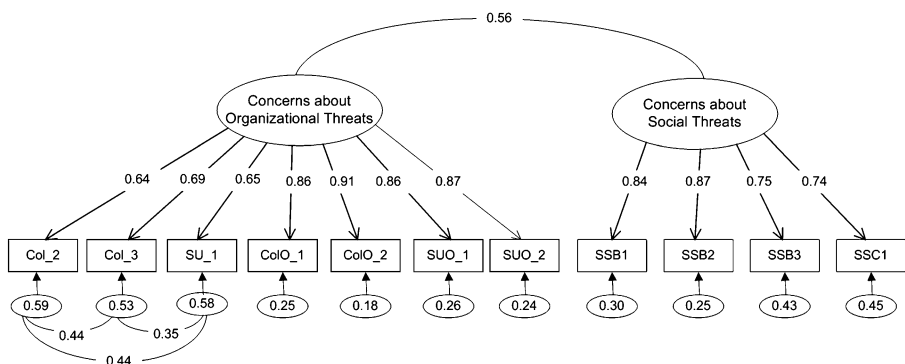 0.56
Concerns about
Organizational Threats
Concerns about
Social Threats
0.64 0.69 0.65 0.86 0.91 0.86 0.87 0.84 0.87 0.75 0.74
Col_2 Col_3 SU_1 ColO_1 ColO_2 SUO_1 SUO_2 SSB1 SSB2 SSB3 SSC1
0.59 0.53 0.58 0.25 0.18 0.26 0.24 0.30 0.25 0.43 0.45
0.44 0.35
0.44